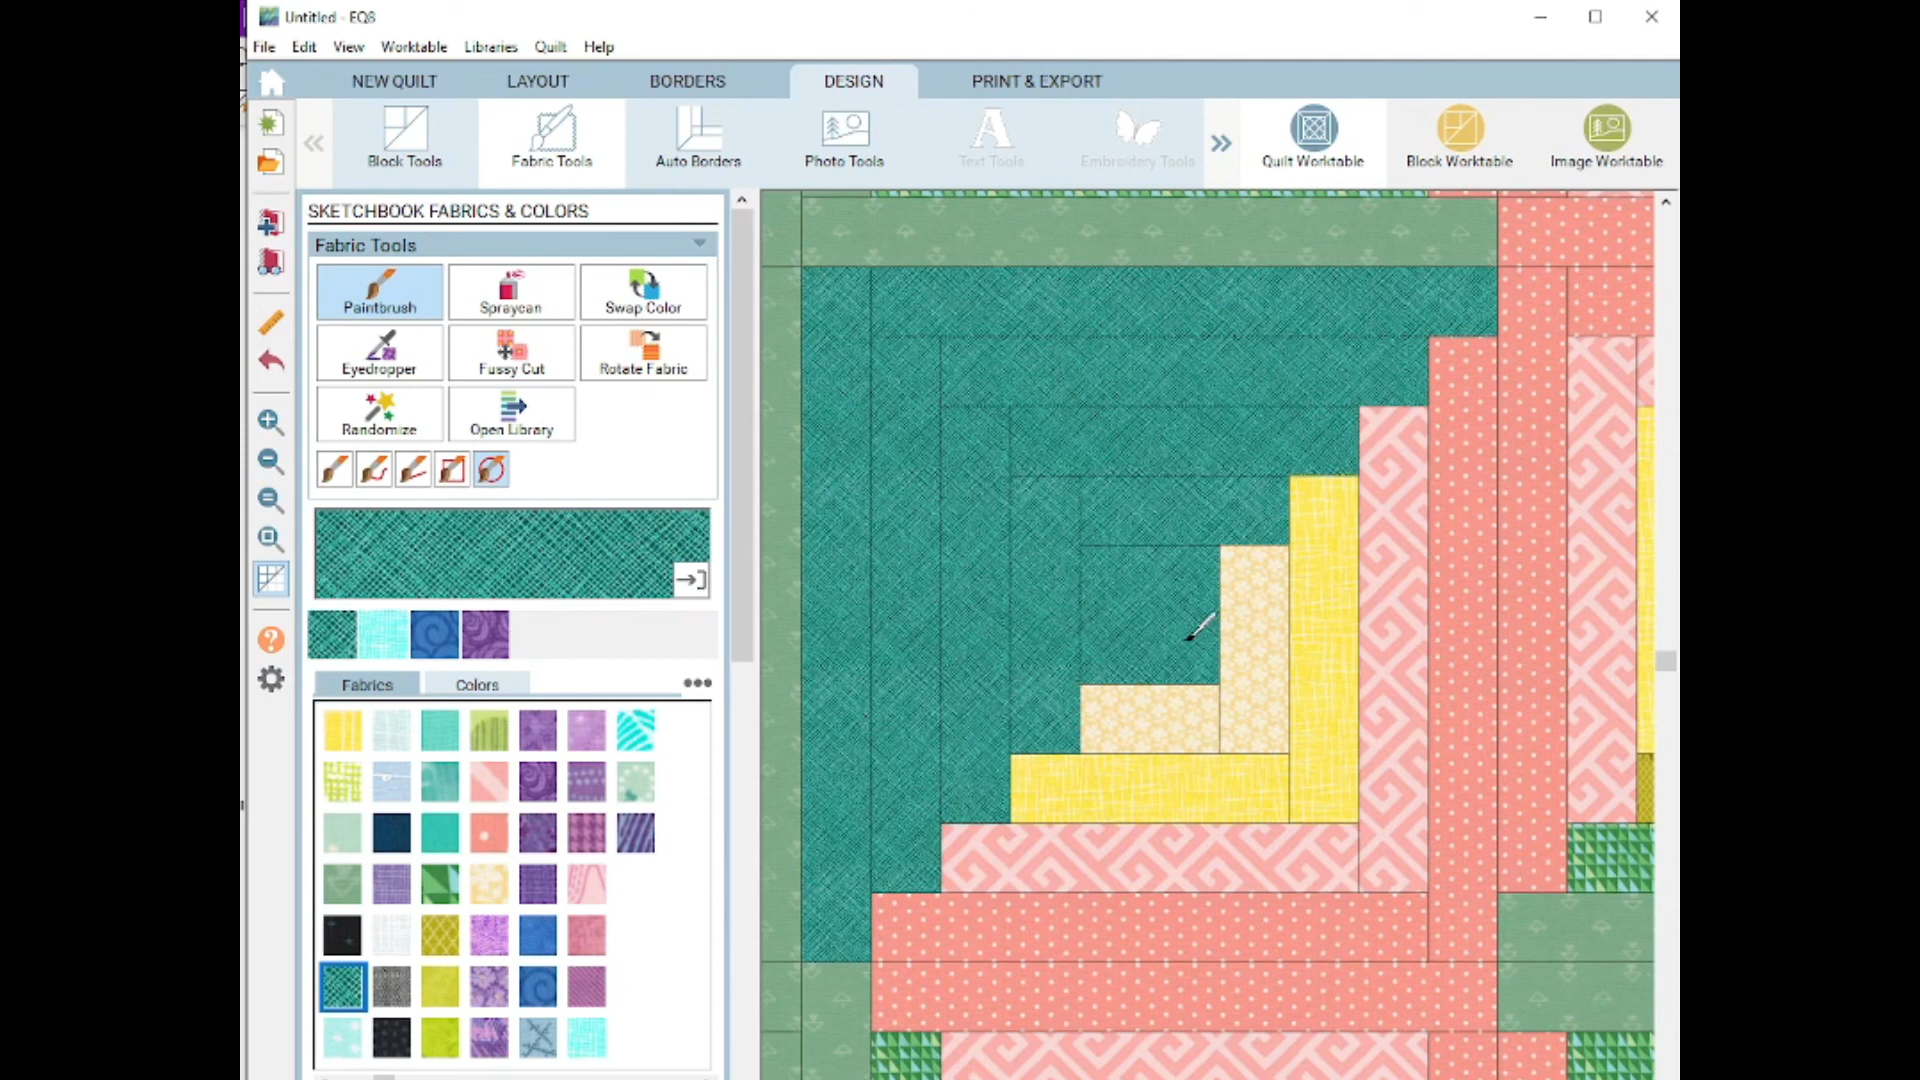 Untitled - EQ8
File Edit View Worktable Libraries Quilt Help
NEW QUILT LAYOUT BORDERS DESIGN PRINT & EXPORT
Block Tools Fabric Tools Auto Borders Photo Tools Text Tools Embroidery Tools Quilt Worktable Block Worktable Image Worktable
SKETCHBOOK FABRICS & COLORS
Fabric Tools
Paintbrush Spraycan Swap Color
Eyedropper Fussy Cut Rotate Fabric
Randomize Open Library
Fabrics Colors